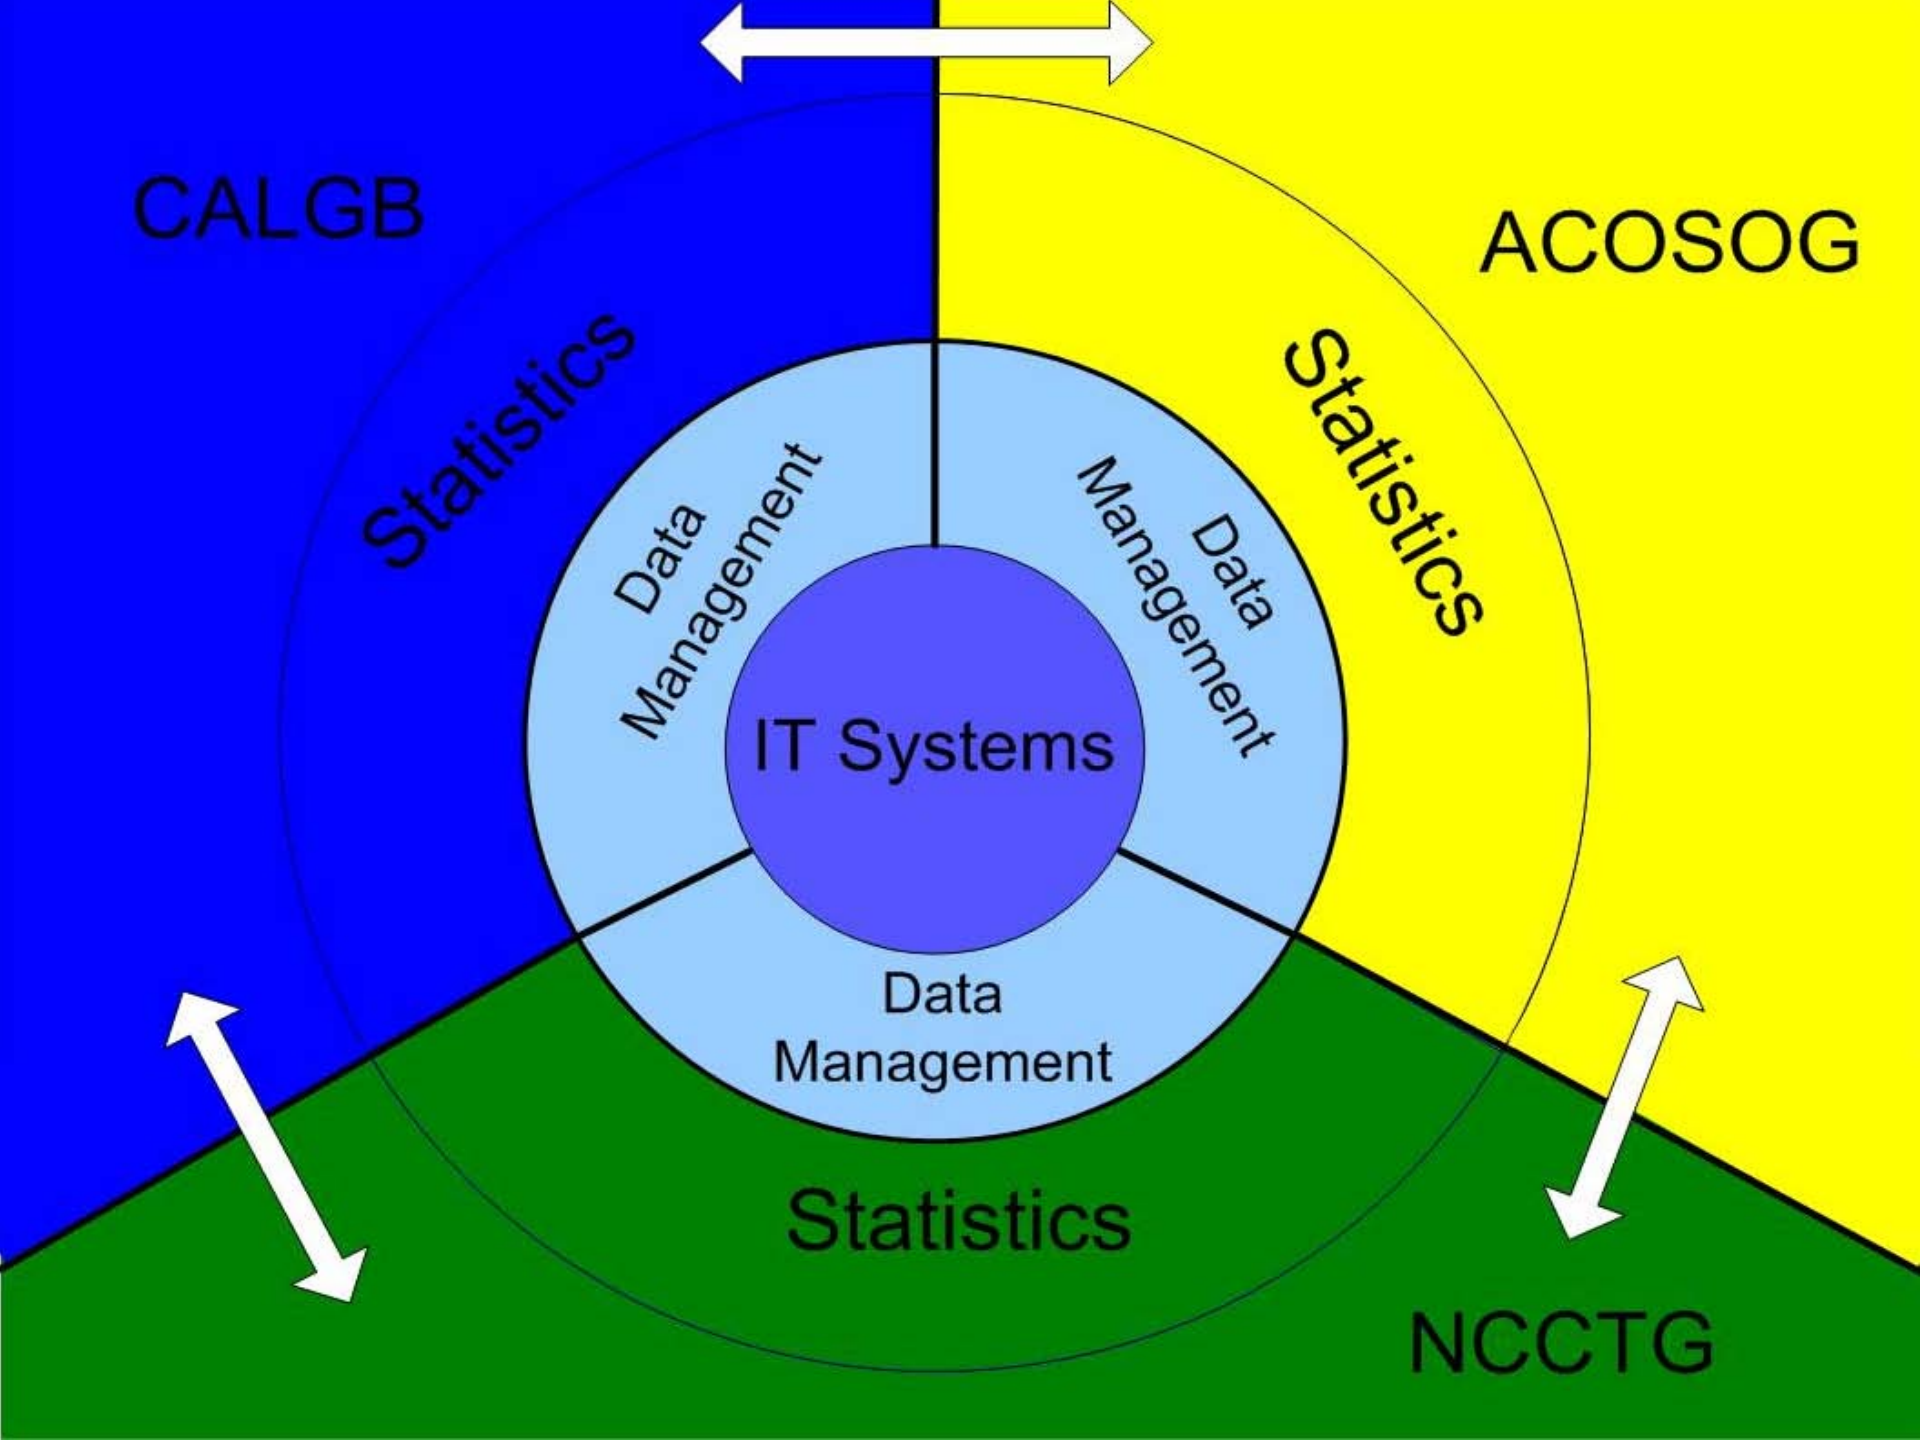 CALGB
ACOSOG
Statistics
Statistics
Data
Management
Data
Management
IT Systems
Data
Management
Statistics
NCCTG